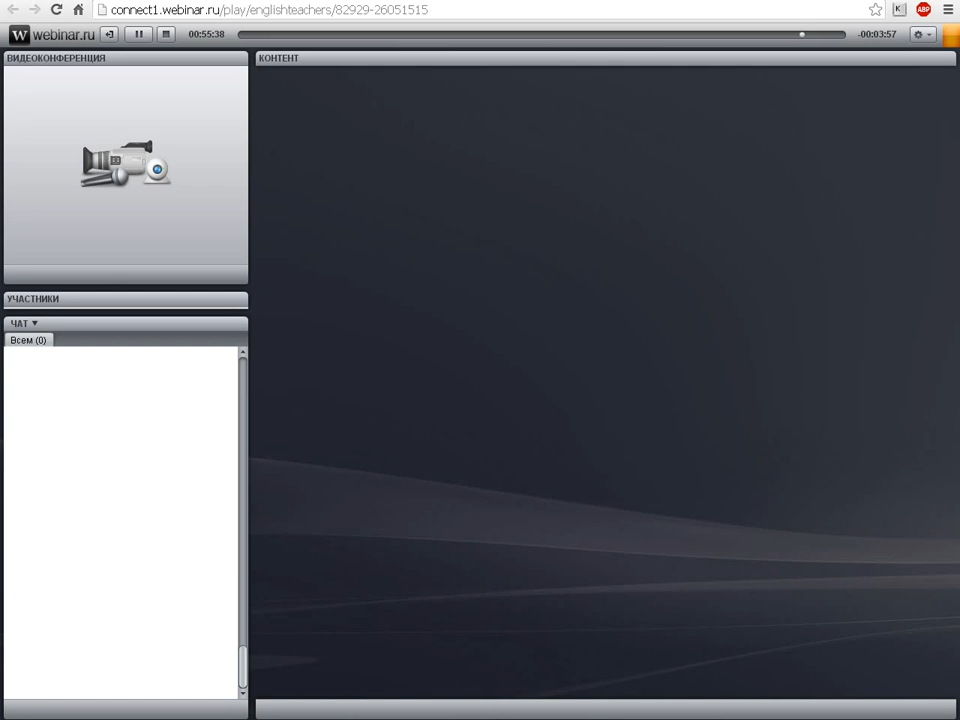 connect1.webinar.ru/play/englishteachers/82929-26051515
K
ABP
W webinar.ru
00:55:38
-00:03:57
ВИДЕОКОНФЕРЕНЦИЯ
КОНТЕНТ
УЧАСТНИКИ
ЧАТ
Всем (0)